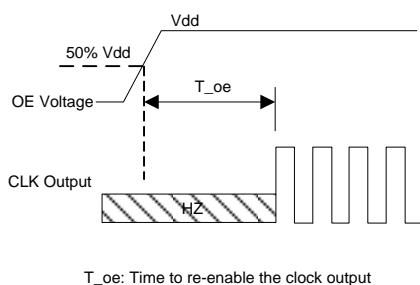 Vdd
50% Vdd
T_oe
OE Voltage
CLK Output
HZ
T_oe: Time to re-enable the clock output